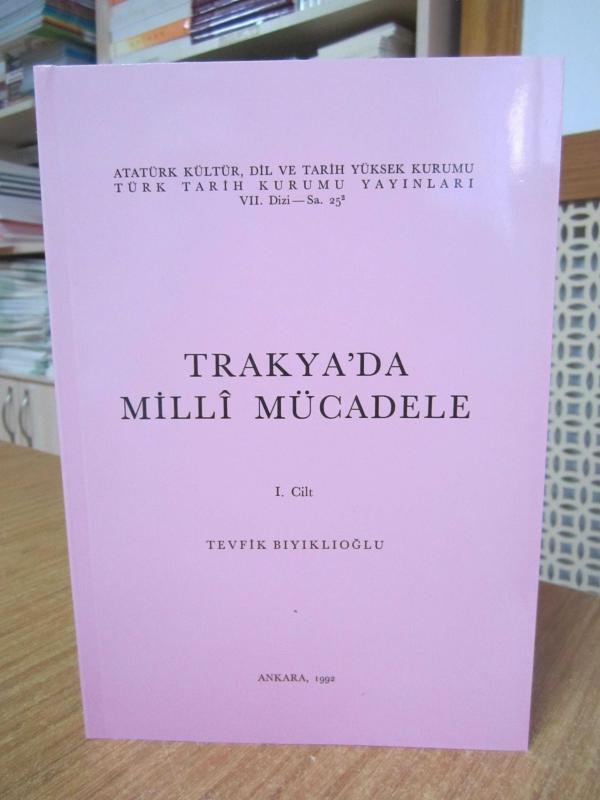 ATATÜRK KÜLTÜR, DİL VE TARİH YÜKSEK KURUMU
TÜRK TARİH KURUMU YAYINLARI
VII. Dizi — Sa. 25²
TRAKYA'DA
MİLLÎ MÜCADELE
I. Cilt
TEVFİK BIYIKLIOĞLU
ANKARA, 1992